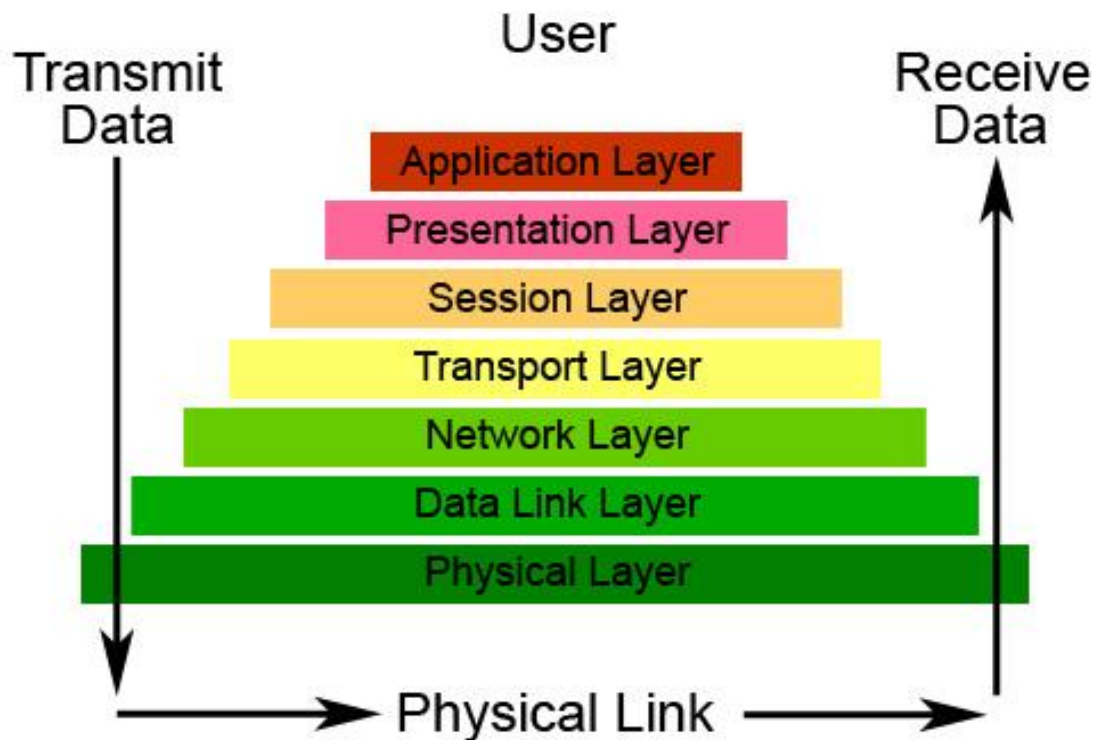 User
Transmit
Data
Receive
Data
Application Layer
Presentation Layer
Session Layer
Transport Layer
Network Layer
Data Link Layer
Physical Layer
Physical Link